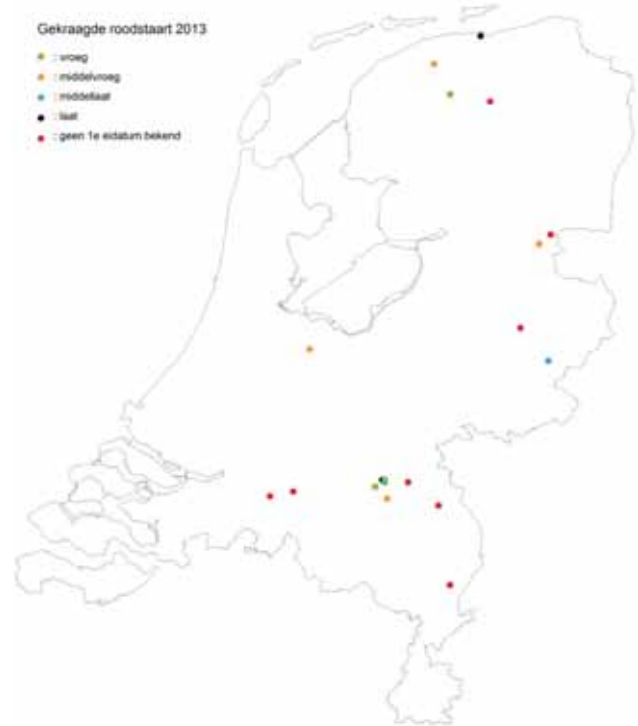 Gekraagde roodstaart 2013
: vroeg
: middelvroeg
: middellaat
: laat
: geen 1e eidatum bekend